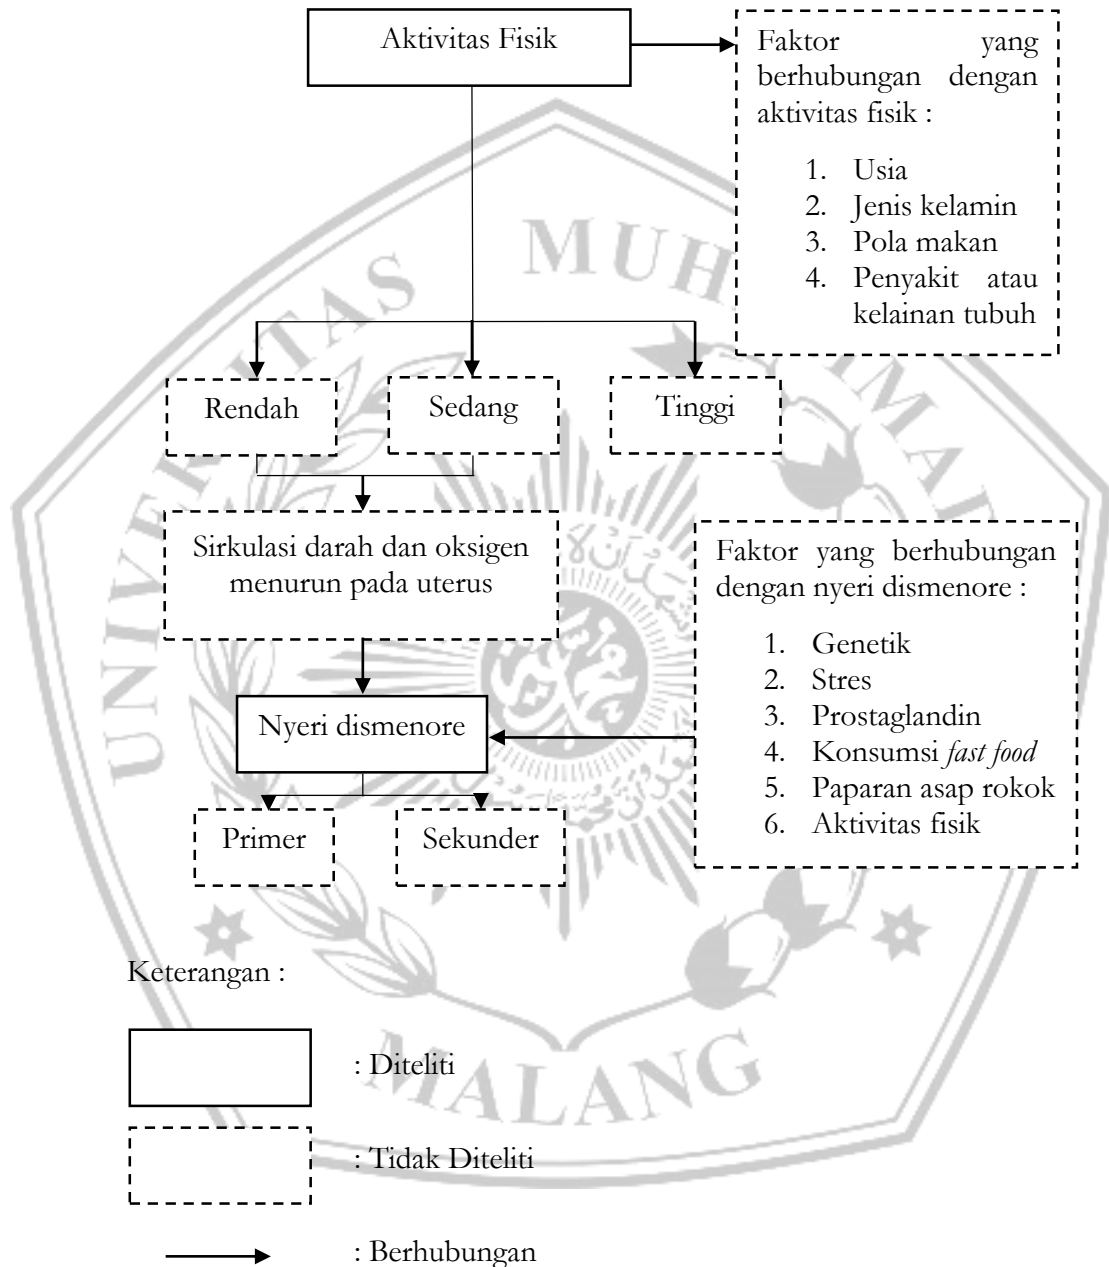 Aktivitas Fisik
Faktor yang
berhubungan dengan
aktivitas fisik :
1. Usia
2. Jenis kelamin
3. Pola makan
4. Penyakit atau
kelainan tubuh
Rendah
Sedang
Tinggi
Sirkulasi darah dan oksigen
menurun pada uterus
Faktor yang berhubungan
dengan nyeri dismenore :
1. Genetik
2. Stres
3. Prostaglandin
4. Konsumsi fast food
5. Paparan asap rokok
6. Aktivitas fisik
Nyeri dismenore
Primer
Sekunder
Keterangan :
: Diteliti
: Tidak Diteliti
: Berhubungan
UNIVERSITAS
MALANG